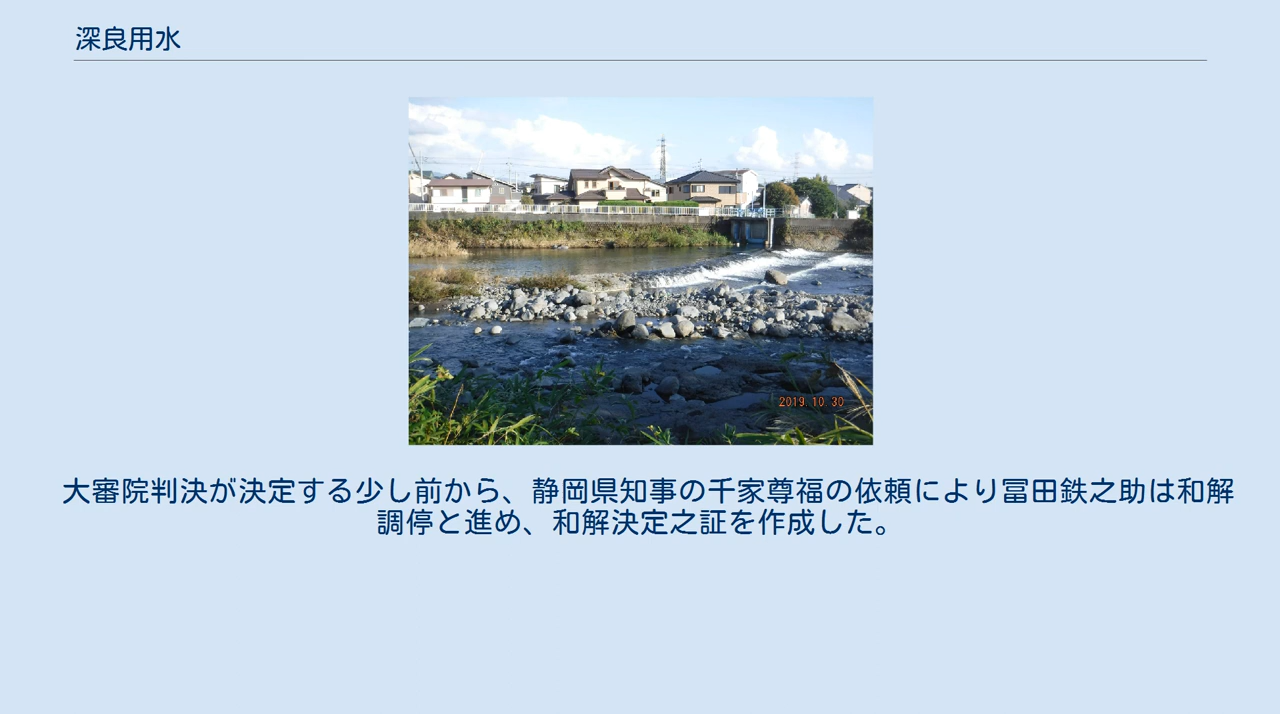 深良用水
2019.10.30
大審院判決が決定する少し前から、静岡県知事の千家尊福の依頼により冨田鉄之助は和解
調停と進め、和解決定之証を作成した。